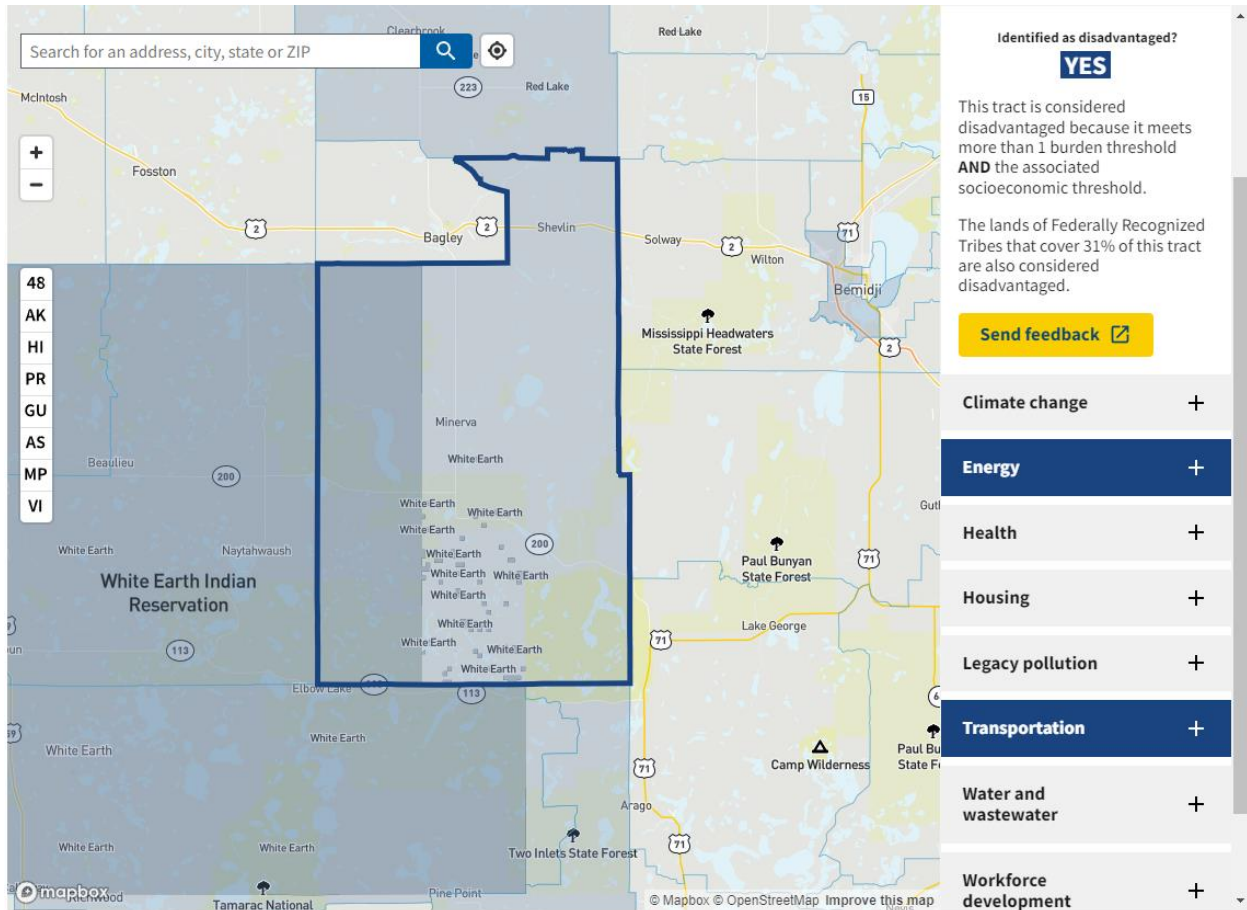 Clearbrook
Search for an address, city, state or ZIP
Red Lake
223
Red Lake
15
McIntosh
+
−
Fosston
2
Bagley
2
Shevlin
Solway
2
Wilton
71
Bemidji
2
48
AK
HI
PR
GU
AS
MP
VI
Mississippi Headwaters
State Forest
Minerva
White Earth
Beaulieu
200
White Earth
White Earth
White Earth
200
White Earth
White Earth
White Earth
White Earth
White Earth
White Earth
White Earth
White Earth
Naytahwaush
White Earth Indian
Reservation
Paul Bunyan
State Forest
71
Lake George
71
113
White Earth
113
Elbow Lake
White Earth
White Earth
Camp Wilderness
71
Arago
71
Two Inlets State Forest
White Earth
White Earth
Pine Point
Tamarac National
mapbox
© Mapbox © OpenStreetMap Improve this map
Identified as disadvantaged?
YES
This tract is considered
disadvantaged because it meets
more than 1 burden threshold
AND the associated
socioeconomic threshold.
The lands of Federally Recognized
Tribes that cover 31% of this tract
are also considered
disadvantaged.
Send feedback
Climate change +
Energy +
Health +
Housing +
Legacy pollution +
Transportation +
Water and
wastewater +
Workforce
development +